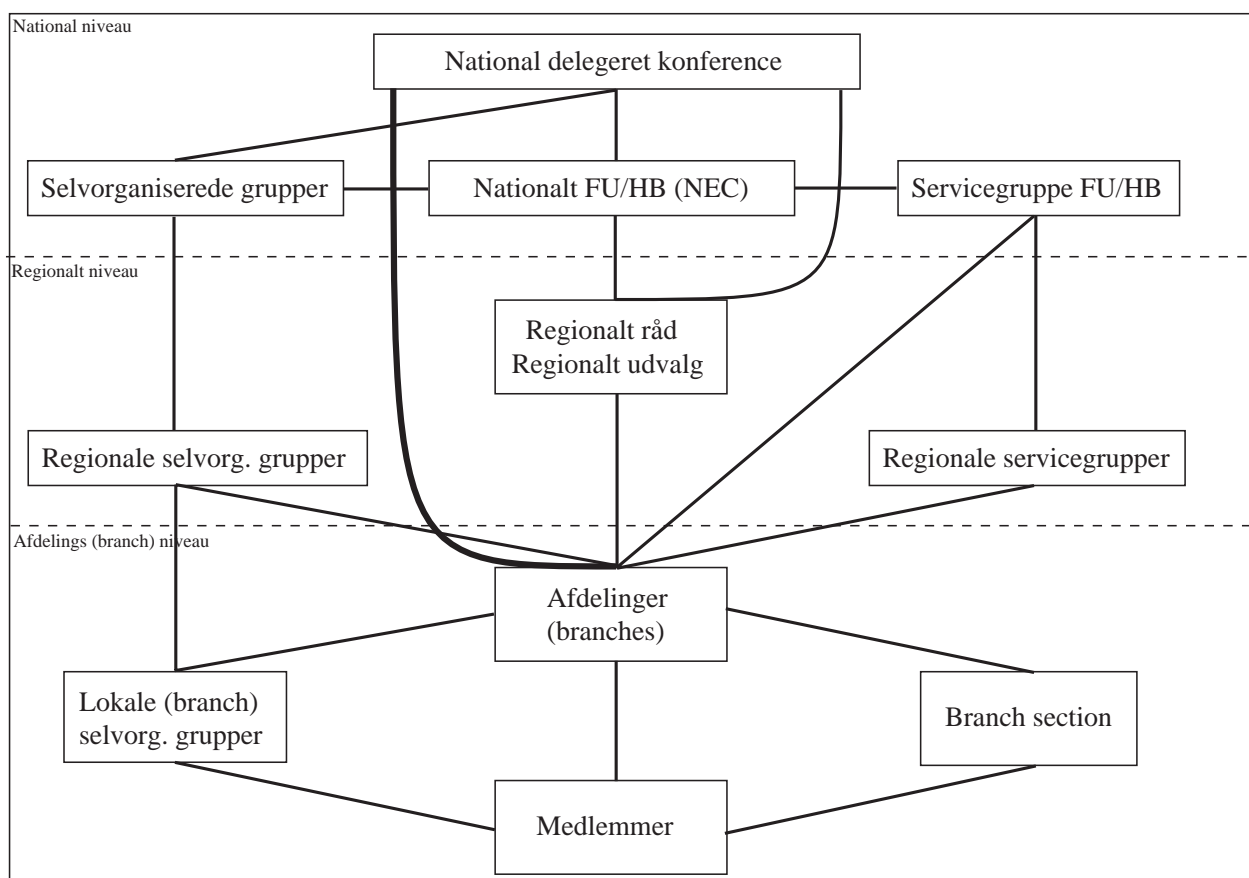 National niveau
National delegeret konference
Selvorganiserede grupper
Nationalt FU/HB (NEC)
Servicegruppe FU/HB
Regionalt niveau
Regionalt råd
Regionalt udvalg
Regionale selvorg. grupper
Regionale servicegrupper
Afdelings (branch) niveau
Afdelinger
(branches)
Lokale (branch)
selvorg. grupper
Branch section
Medlemmer